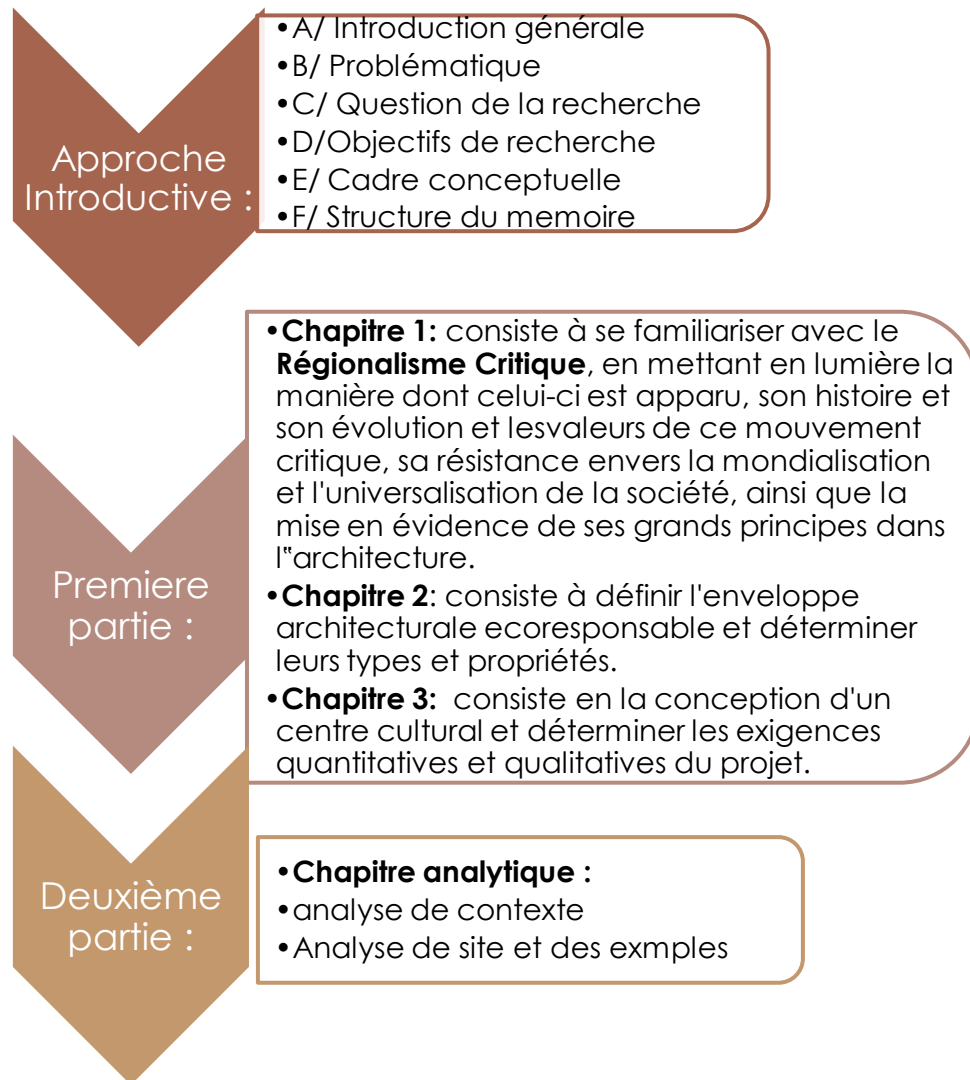 Approche
Introductive :
•A/ Introduction générale
•B/ Problématique
•C/ Question de la recherche
•D/Objectifs de recherche
•E/ Cadre conceptuelle
•F/ Structure du memoire
Premiere
partie :
•Chapitre 1: consiste à se familiariser avec le
Régionalisme Critique, en mettant en lumière la
manière dont celui-ci est apparu, son histoire et
son évolution et lesvaleurs de ce mouvement
critique, sa résistance envers la mondialisation
et l'universalisation de la société, ainsi que la
mise en évidence de ses grands principes dans
l‟architecture.
•Chapitre 2: consiste à définir l'enveloppe
architecturale ecoresponsable et déterminer
leurs types et propriétés.
•Chapitre 3: consiste en la conception d'un
centre cultural et déterminer les exigences
quantitatives et qualitatives du projet.
Deuxième
partie :
•Chapitre analytique :
•analyse de contexte
•Analyse de site et des exmples